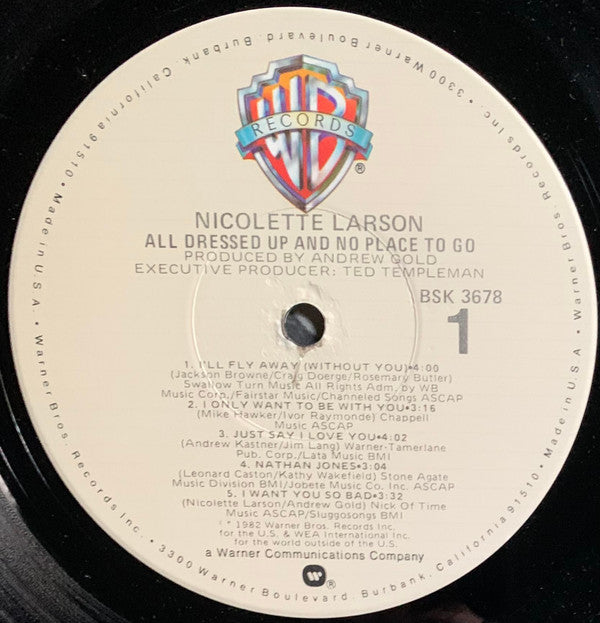 WB
RECORDS
®
NICOLETTE LARSON
ALL DRESSED UP AND NO PLACE TO GO
PRODUCED BY ANDREW GOLD
EXECUTIVE PRODUCER: TED TEMPLEMAN
BSK 3678
1
1. I'LL FLY AWAY (WITHOUT YOU)•4:00
(Jackson Browne/Craig Doerge/Rosemary Butler)
Swallow Turn Music All Rights Adm. by WB
Music Corp./Fairstar Music/Channeled Songs ASCAP
2. I ONLY WANT TO BE WITH YOU•3:16
(Mike Hawker/Ivor Raymonde) Chappell
Music ASCAP
3. JUST SAY I LOVE YOU•4:02
(Andrew Kastner/Jim Lang) Warner-Tamerlane
Pub. Corp./Lata Music BMI
4. NATHAN JONES•3:04
(Leonard Caston/Kathy Wakefield) Stone Agate
Music Division BMI/Jobete Music Co. Inc. ASCAP
5. I WANT YOU SO BAD•3:32
(Nicolette Larson/Andrew Gold) Nick Of Time
Music ASCAP/Sluggosongs BMI
1982 Warner Bros. Records Inc.
for the U.S. & WEA International Inc.
for the world outside of the U.S.
a Warner Communications Company
®
Warner Bros. Records Inc. • 3300 Warner Boulevard, Burbank, California 91510 • Made in U.S.A. •
Warner Bros. Records Inc. • 3300 Warner Boulevard, Burbank, California 91510 • Made in U.S.A •